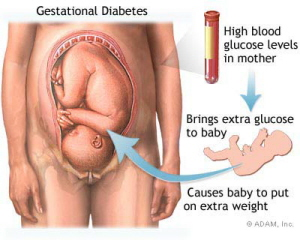 Gestational Diabetes
High blood
glucose levels
in mother
Brings extra glucose
to baby
Causes baby to put
on extra weight
© ADAM, Inc.